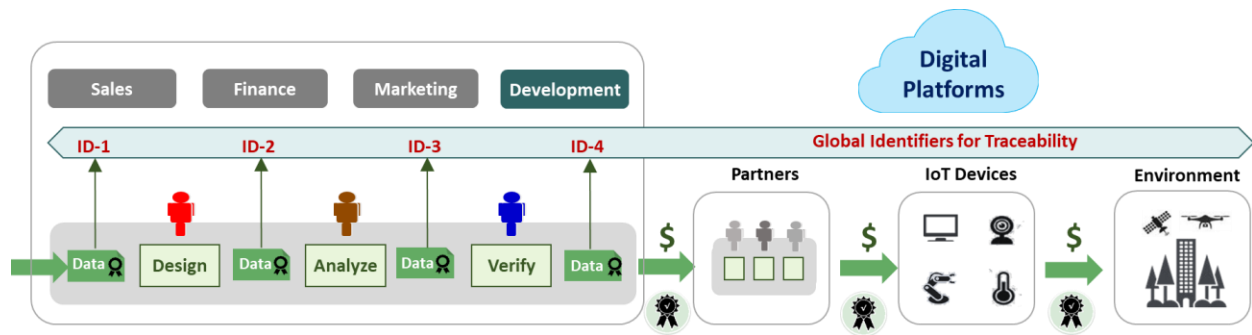 Digital
Platforms
Sales
Finance
Marketing
Development
ID-1
ID-2
ID-3
ID-4
Global Identifiers for Traceability
Partners
IoT Devices
Environment
$
$
$
Data
Design
Data
Analyze
Data
Verify
Data